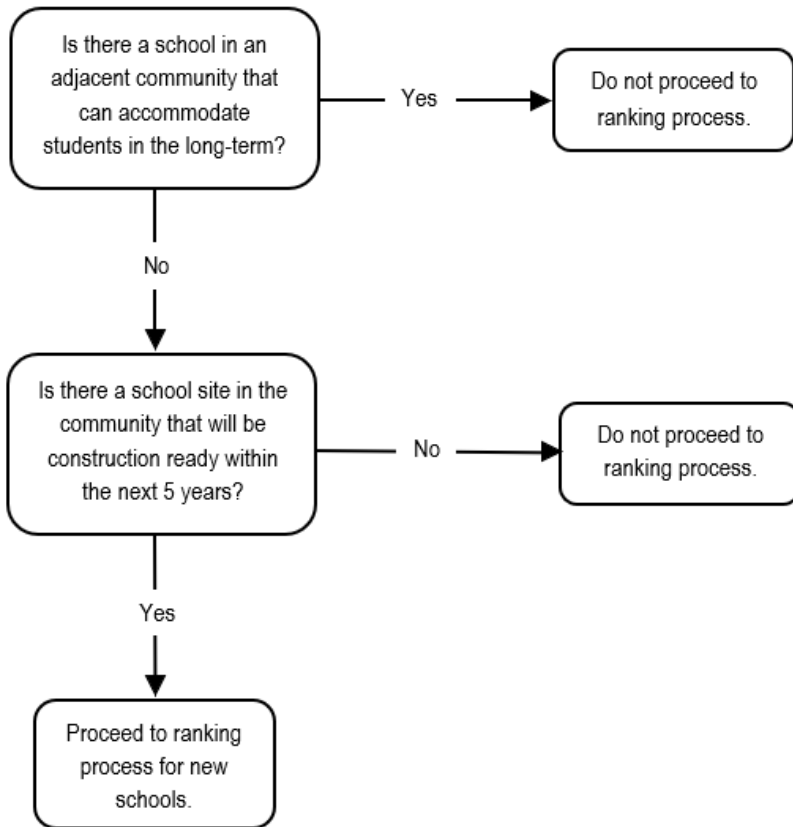 Is there a school in an
adjacent community that
can accommodate
students in the long-term?
Yes
Do not proceed to
ranking process.
No
Is there a school site in the
community that will be
construction ready within
the next 5 years?
No
Do not proceed to
ranking process.
Yes
Proceed to ranking
process for new
schools.